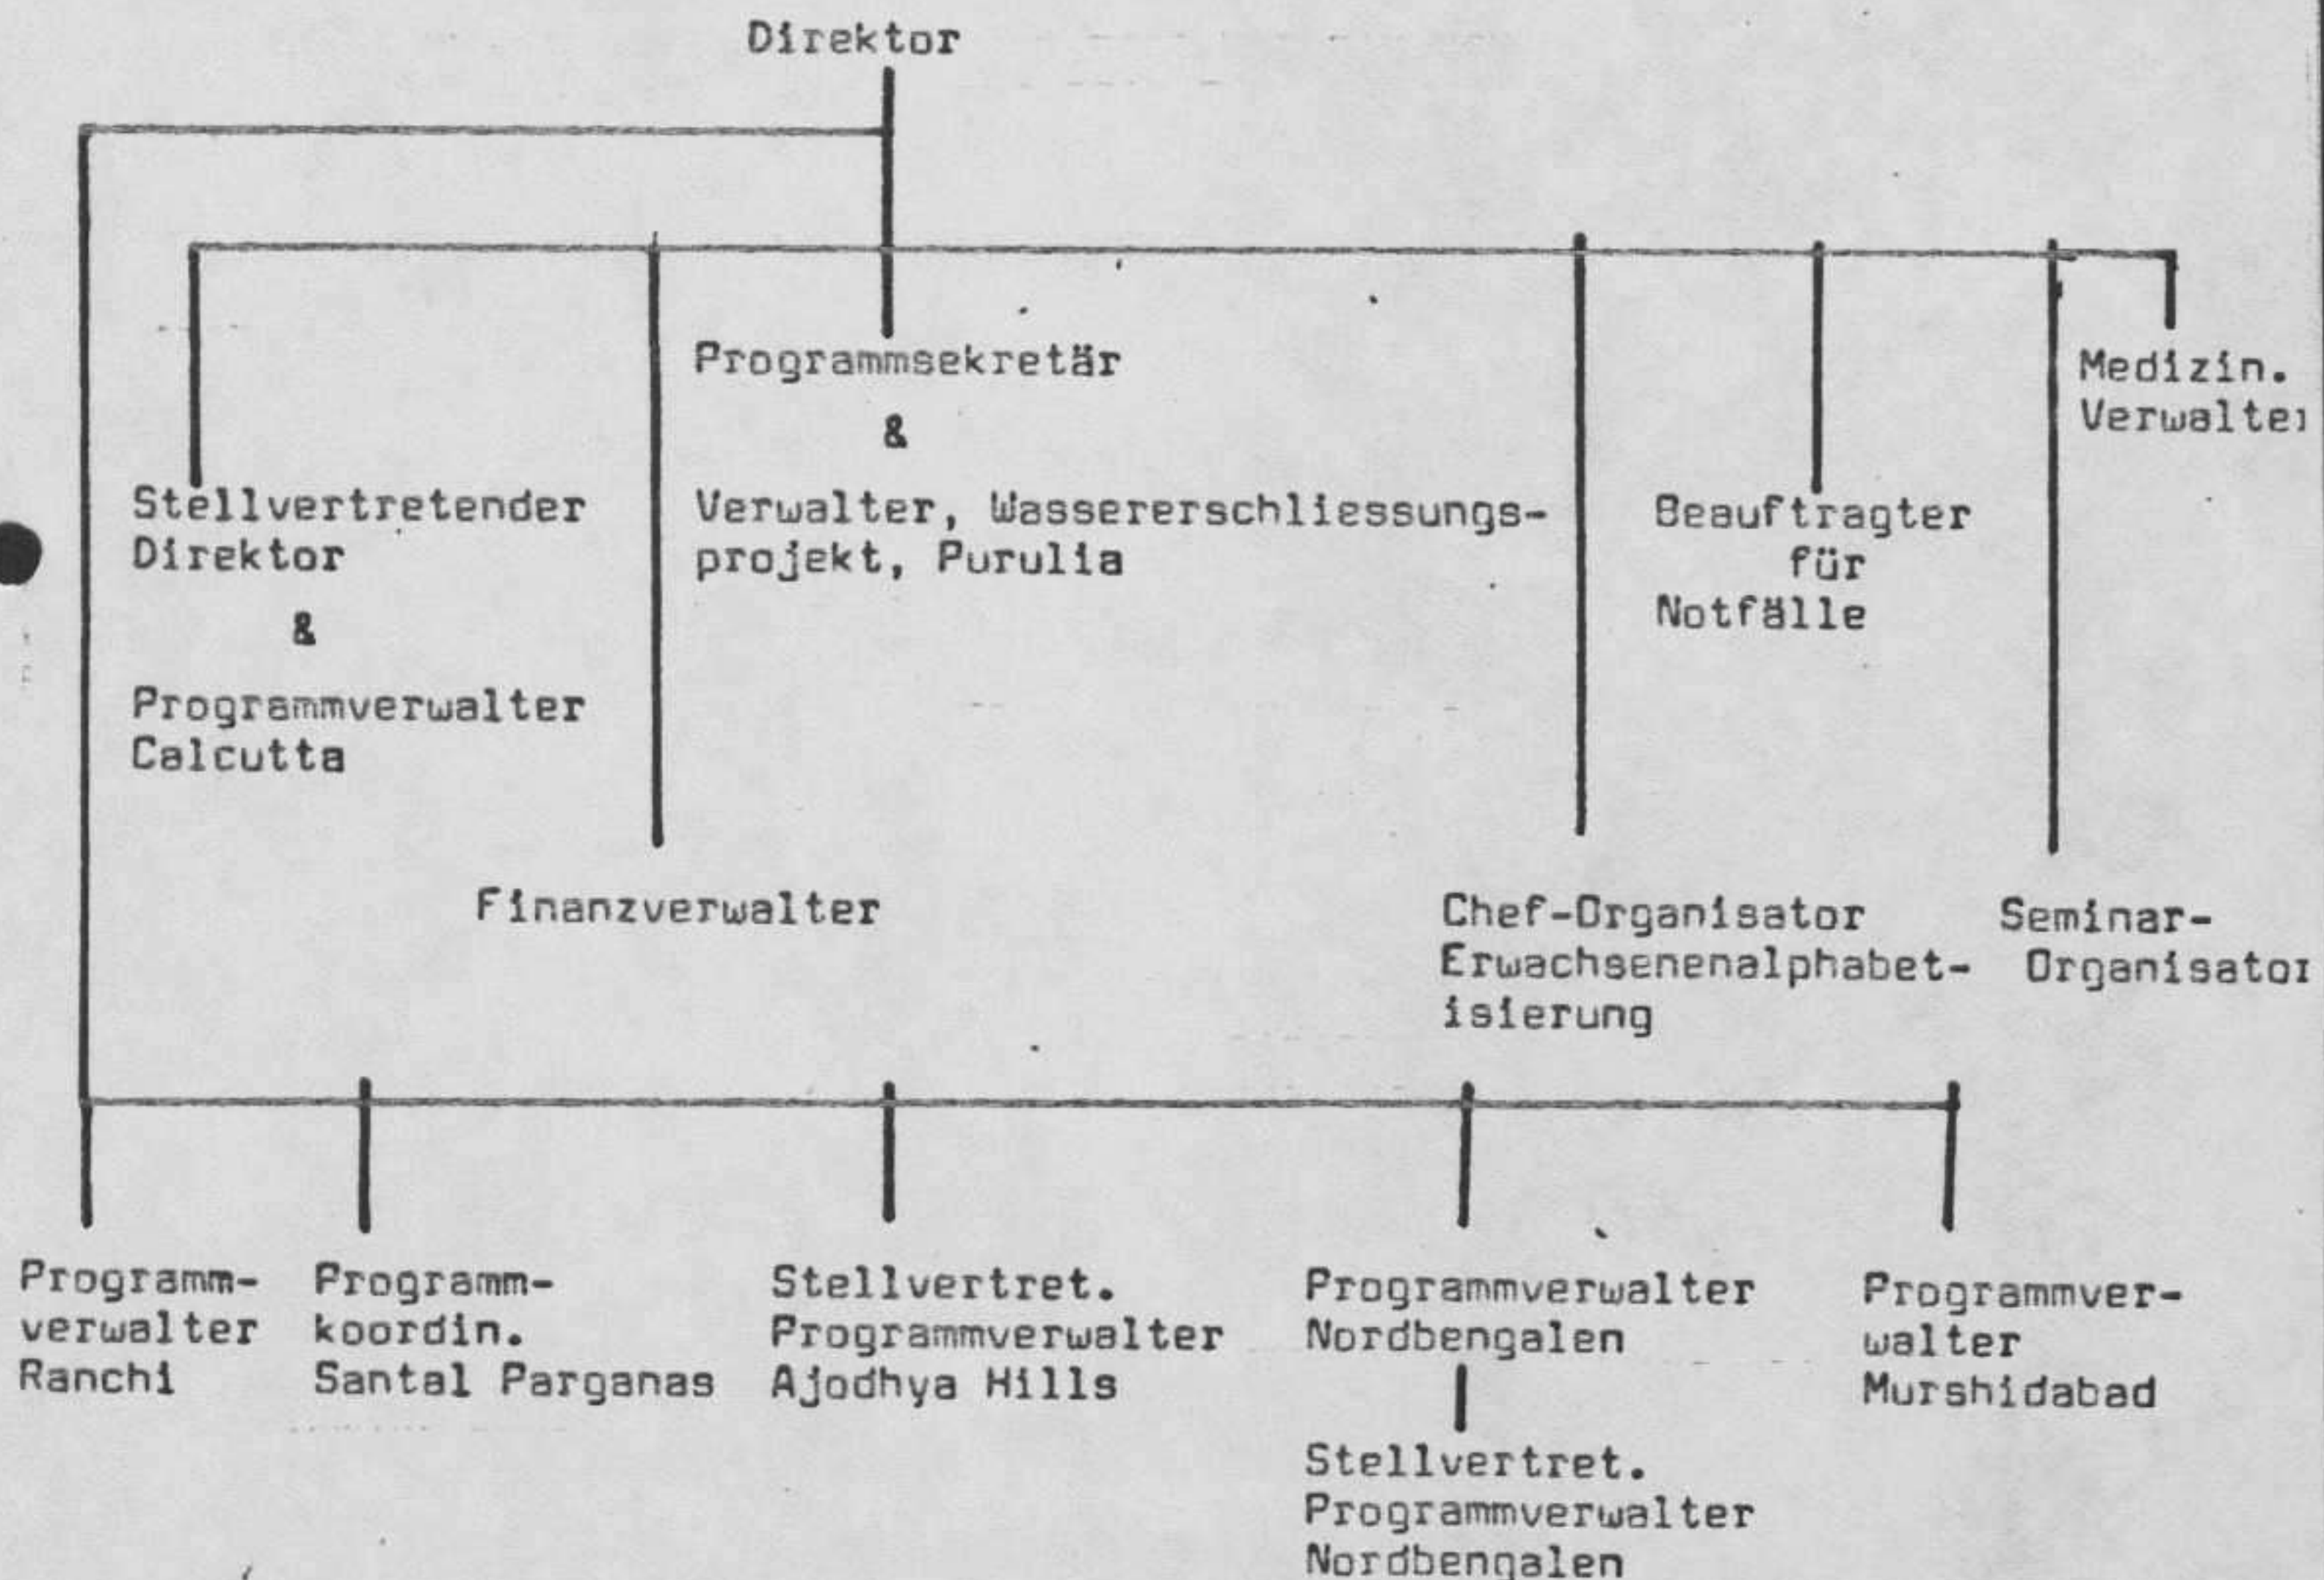 Direktor
Programmsekretär
&
Verwalter, Wassererschliessungs-
projekt, Purulia
Stellvertretender
Direktor
&
Programmverwalter
Calcutta
Finanzverwalter
Chef-Organisator
Erwachsenenalphabet-
isierung
Beauftragter
für
Notfälle
Seminar-
Organisator
Medizin.
Verwalter
Programm-
verwalter
Ranchi
Programm-
koordin.
Santal Parganas
Stellvertret.
Programmverwalter
Ajodhya Hills
Programmverwalter
Nordbengalen
Stellvertret.
Programmverwalter
Nordbengalen
Programmver-
walter
Murshidabad